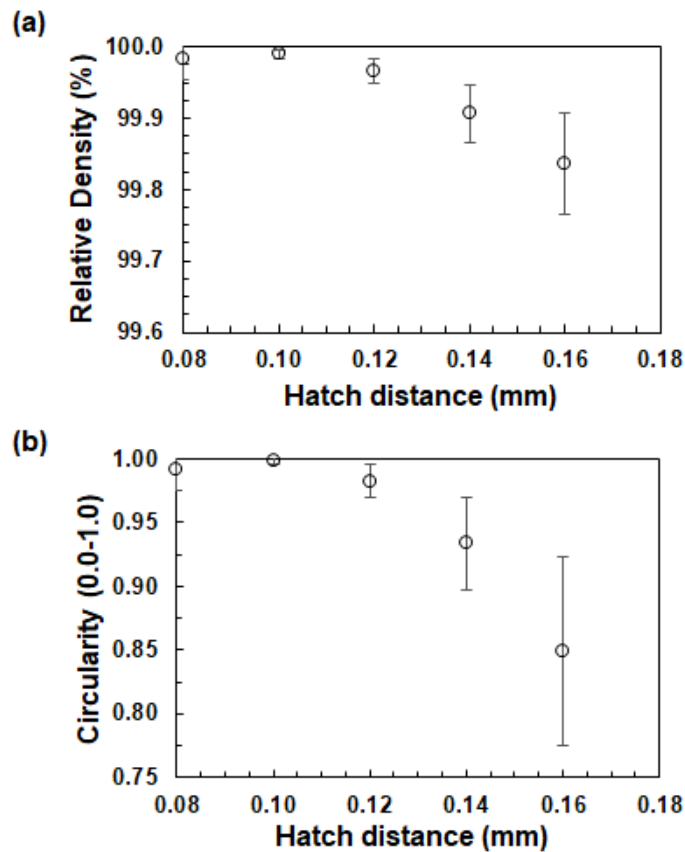 (a)
Relative Density (%)
100.0
99.9
99.8
99.7
99.6
0.08 0.10 0.12 0.14 0.16 0.18
Hatch distance (mm)
(b)
Circularity (0.0-1.0)
1.00
0.95
0.90
0.85
0.80
0.75
0.08 0.10 0.12 0.14 0.16 0.18
Hatch distance (mm)